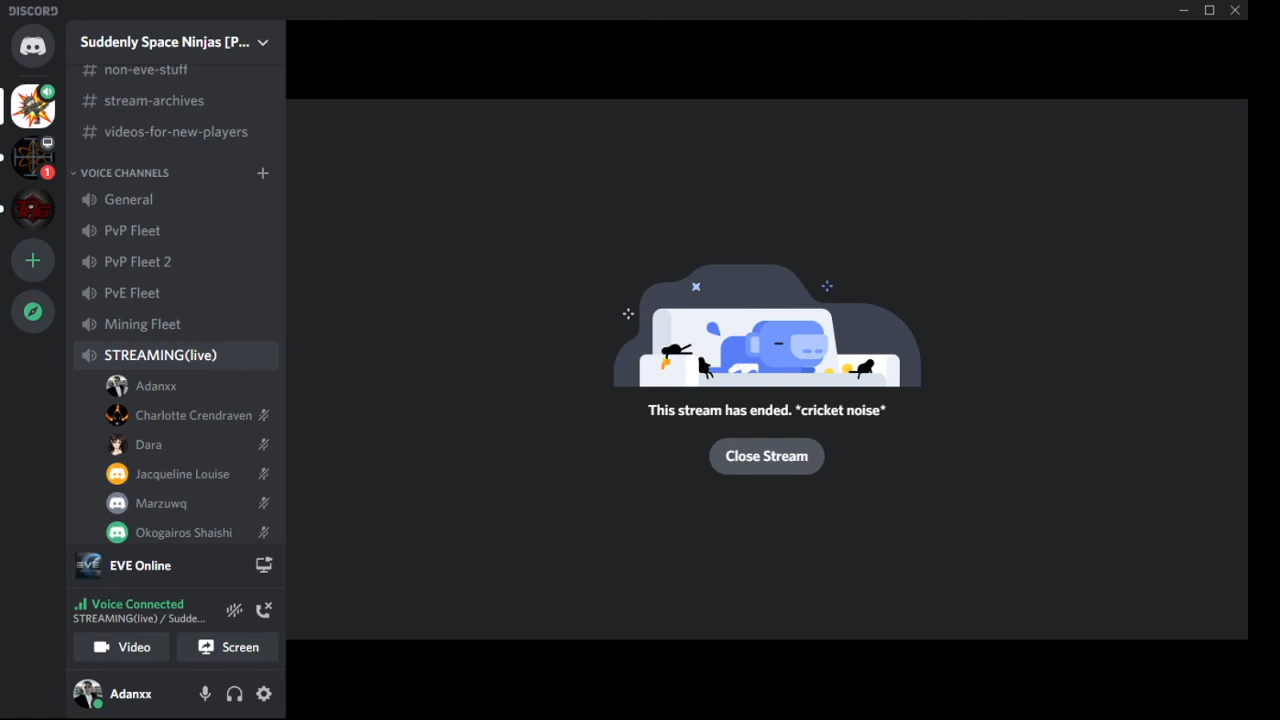 DISCORD
Suddenly Space Ninjas [P...
non-eve-stuff
stream-archives
videos-for-new-players
VOICE CHANNELS
General
PvP Fleet
PvP Fleet 2
PvE Fleet
Mining Fleet
STREAMING(live)
Adanxx
Charlotte Crendraven
Dara
Jacqueline Louise
Marzuwq
Okogairos Shaishi
EVE
EVE Online
Voice Connected
STREAMING(live) / Sudde...
Video
Screen
Adanxx
1
This stream has ended. *cricket noise*
Close Stream